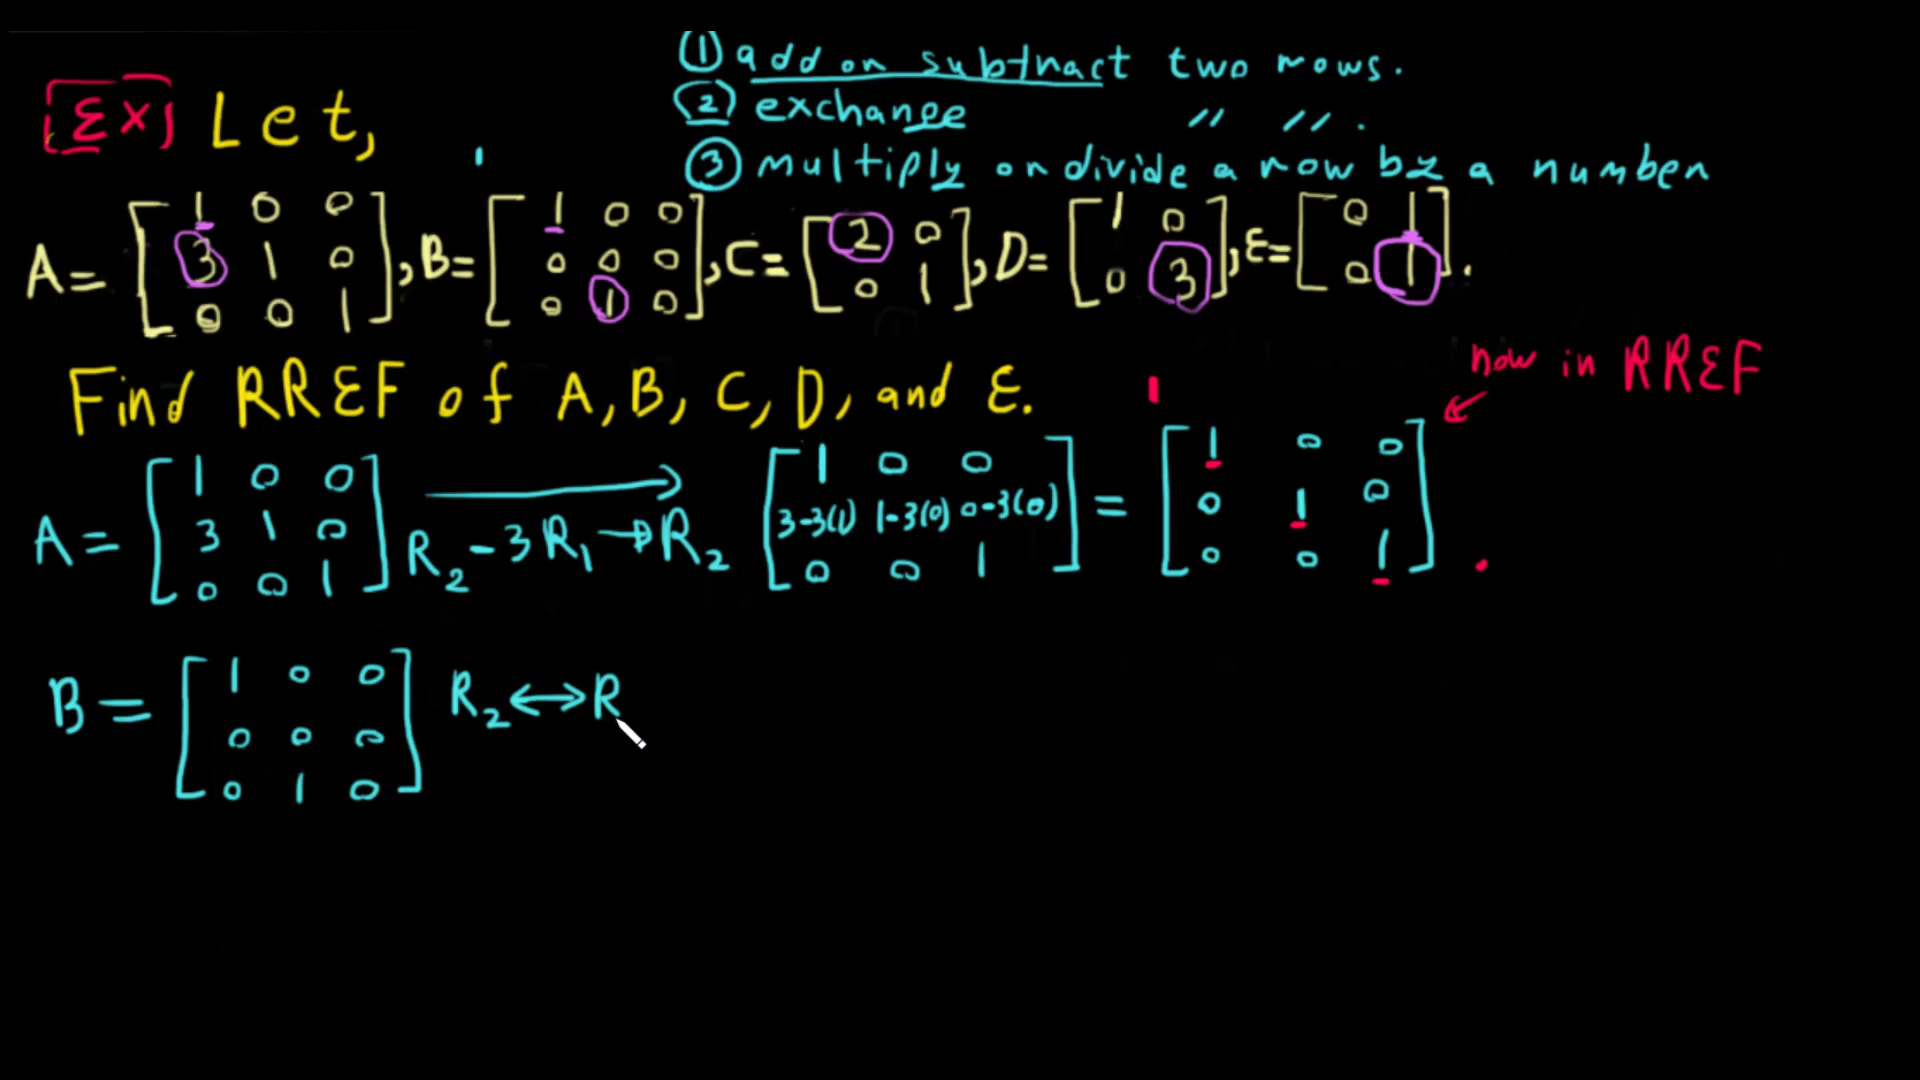 ① add or subtract two rows.
② exchange " " .
③ multiply or divide a row by a number
Ex Let,
A = [1 0 0; 3 1 0; 0 0 1], B = [1 0 0; 0 0 0; 0 1 0], C = [2 0; 0 1], D = [1 0; 0 3], E = [0 1; 0 1].
Find RREF of A, B, C, D, and E.
now in RREF
A = [1 0 0; 3 1 0; 0 0 1] R₂ - 3R₁ → R₂ [1 0 0; 3-3(1) 1-3(0) 0-3(0); 0 0 1] = [1 0 0; 0 1 0; 0 0 1] .
B = [1 0 0; 0 0 0; 0 1 0] R₂ ↔ R